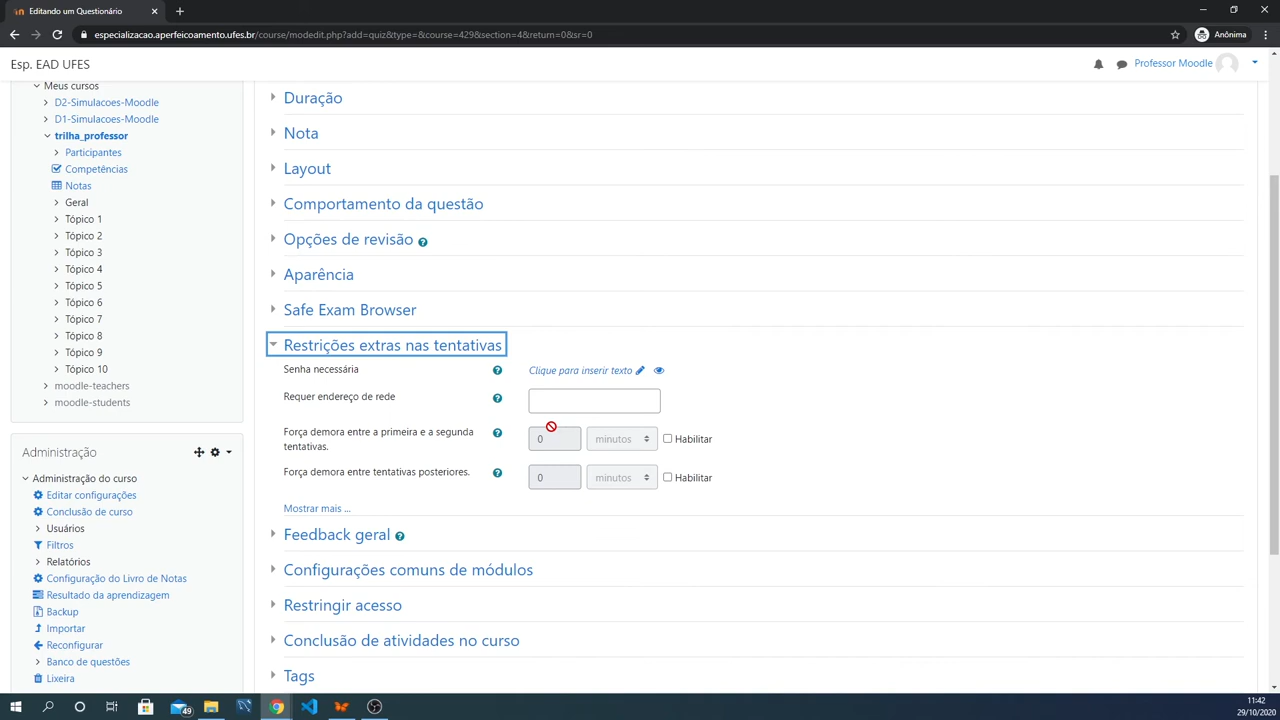 Editando um Questionário
especializacao.aperfeicoamento.ufes.br/course/modedit.php?add=quiz&type=&course=429&section=4&return=0&sr=0
Anônima
Esp. EAD UFES
Professor Moodle
Meus cursos
D2-Simulacoes-Moodle
D1-Simulacoes-Moodle
trilha_professor
Participantes
Competências
Notas
Geral
Tópico 1
Tópico 2
Tópico 3
Tópico 4
Tópico 5
Tópico 6
Tópico 7
Tópico 8
Tópico 9
Tópico 10
moodle-teachers
moodle-students
Administração
Administração do curso
Editar configurações
Conclusão de curso
Usuários
Filtros
Relatórios
Configuração do Livro de Notas
Resultado da aprendizagem
Backup
Importar
Reconfigurar
Banco de questões
Lixeira
Duração
Nota
Layout
Comportamento da questão
Opções de revisão
Aparência
Safe Exam Browser
Restrições extras nas tentativas
Senha necessária
Clique para inserir texto
Requer endereço de rede
Força demora entre a primeira e a segunda
tentativas.
0 minutos Habilitar
Força demora entre tentativas posteriores.
0 minutos Habilitar
Mostrar mais ...
Feedback geral
Configurações comuns de módulos
Restringir acesso
Conclusão de atividades no curso
Tags
49
11:42
29/10/2020